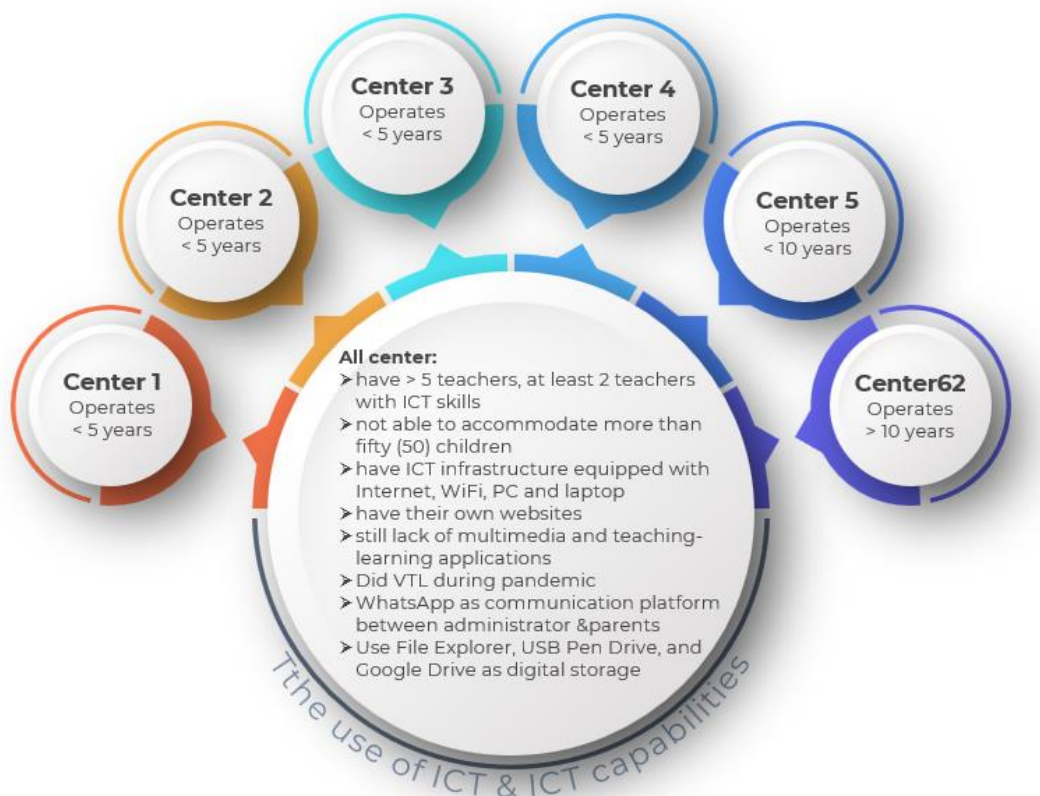 Center 1
Operates
< 5 years
Center 2
Operates
< 5 years
Center 3
Operates
< 5 years
Center 4
Operates
< 5 years
Center 5
Operates
< 10 years
Center62
Operates
> 10 years
All center:
➢have > 5 teachers, at least 2 teachers
with ICT skills
➢not able to accommodate more than
fifty (50) children
➢have ICT infrastructure equipped with
Internet, WiFi, PC and laptop
➢have their own websites
➢still lack of multimedia and teaching-
learning applications
➢Did VTL during pandemic
➢WhatsApp as communication platform
between administrator &parents
➢Use File Explorer, USB Pen Drive, and
Google Drive as digital storage
Tthe use of ICT & ICT capabilities